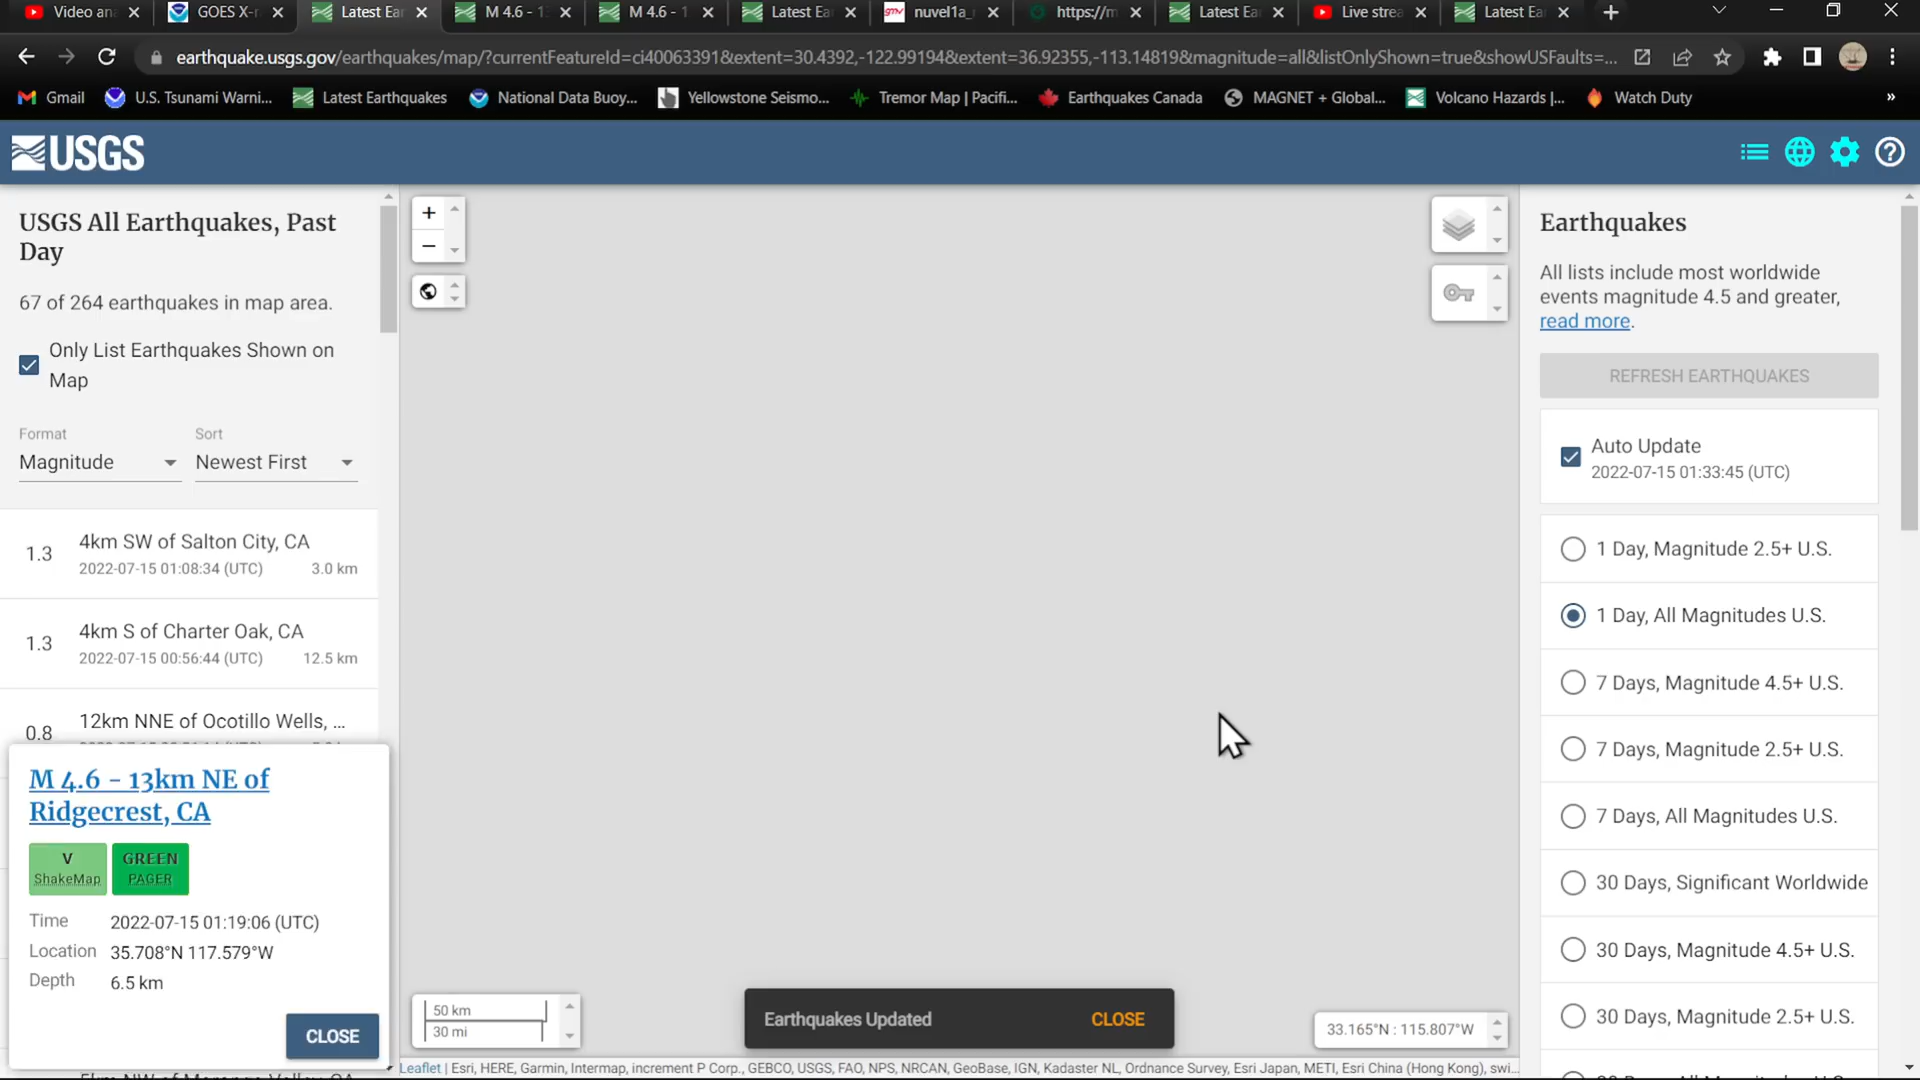 Video an
GOES X-r
Latest Ear
M 4.6 - 13
M 4.6 - 1
Latest Ea
nuvel1a_
https://m
Latest Ea
Live strea
Latest Ea
earthquake.usgs.gov/earthquakes/map/?currentFeatureId=ci40063391&extent=30.4392,-122.99194&extent=36.92355,-113.14819&magnitude=all&listOnlyShown=true&showUSFaults=...
Gmail
U.S. Tsunami Warni...
Latest Earthquakes
National Data Buoy...
Yellowstone Seismo...
Tremor Map | Pacifi...
Earthquakes Canada
MAGNET + Global...
Volcano Hazards |...
Watch Duty
»
USGS
USGS All Earthquakes, Past
Day
67 of 264 earthquakes in map area.
Only List Earthquakes Shown on
Map
Format
Sort
Magnitude
Newest First
1.3
4km SW of Salton City, CA
2022-07-15 01:08:34 (UTC)
3.0 km
1.3
4km S of Charter Oak, CA
2022-07-15 00:56:44 (UTC)
12.5 km
0.8
12km NNE of Ocotillo Wells, ...
M 4.6 - 13km NE of
Ridgecrest, CA
V
ShakeMap
GREEN
PAGER
Time
2022-07-15 01:19:06 (UTC)
Location
35.708°N 117.579°W
Depth
6.5 km
CLOSE
+
−
50 km
30 mi
Earthquakes Updated
CLOSE
33.165°N : 115.807°W
Leaflet | Esri, HERE, Garmin, Intermap, increment P Corp., GEBCO, USGS, FAO, NPS, NRCAN, GeoBase, IGN, Kadaster NL, Ordnance Survey, Esri Japan, METI, Esri China (Hong Kong), swi...
Earthquakes
All lists include most worldwide
events magnitude 4.5 and greater,
read more.
REFRESH EARTHQUAKES
Auto Update
2022-07-15 01:33:45 (UTC)
1 Day, Magnitude 2.5+ U.S.
1 Day, All Magnitudes U.S.
7 Days, Magnitude 4.5+ U.S.
7 Days, Magnitude 2.5+ U.S.
7 Days, All Magnitudes U.S.
30 Days, Significant Worldwide
30 Days, Magnitude 4.5+ U.S.
30 Days, Magnitude 2.5+ U.S.